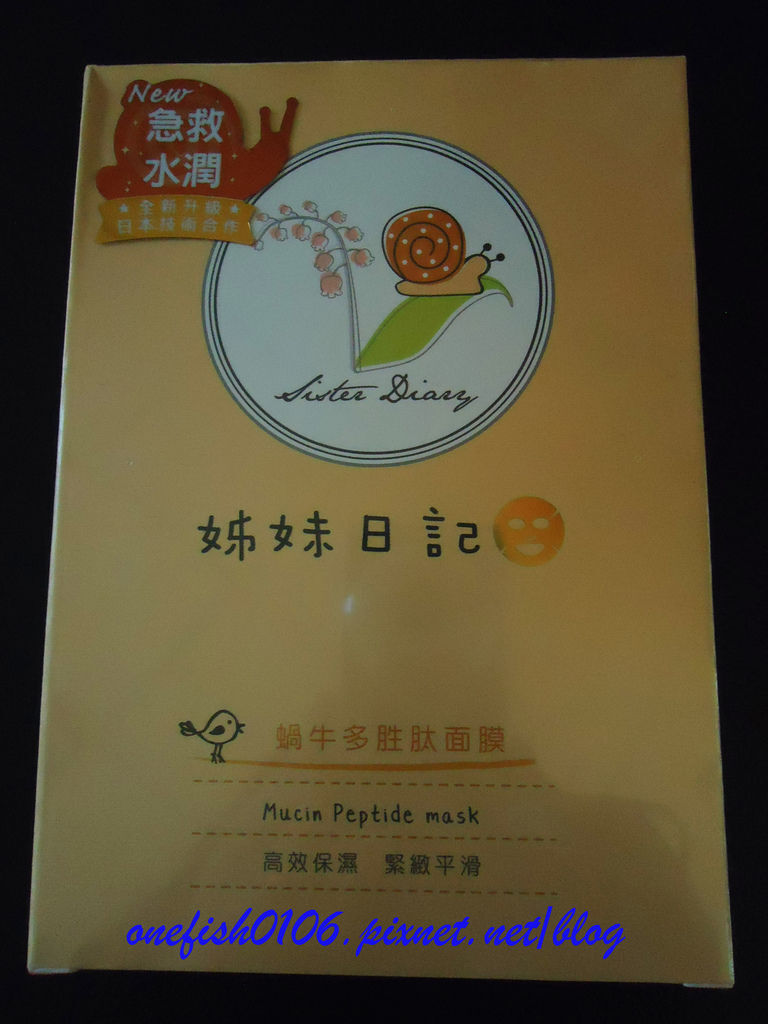 New
急救
水潤
★全新升級★
日本技術合作
Sister Diary
姊妹日記
蝸牛多胜肽面膜
Mucin Peptide mask
高效保濕 緊緻平滑
onefish0106.pixnet.net/blog